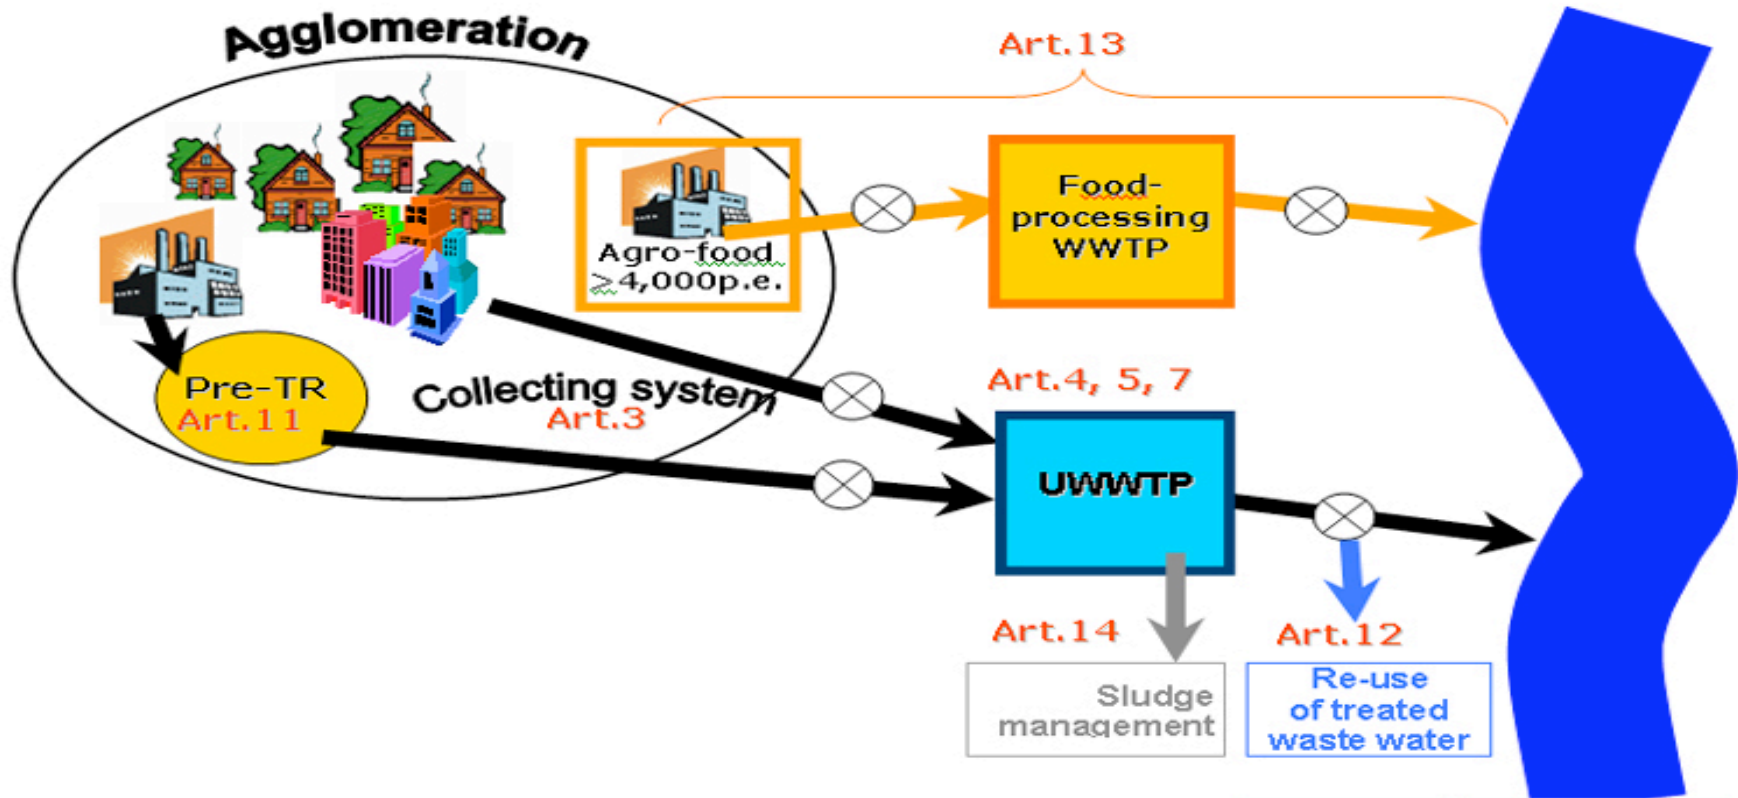 Agglomeration
Art.13
Agro-food
≥4,000p.e.
Food-
processing
WWTP
Pre-TR
Art.11
Collecting system
Art.3
Art.4, 5, 7
UWWTP
Art.14
Sludge
management
Art.12
Re-use
of treated
waste water